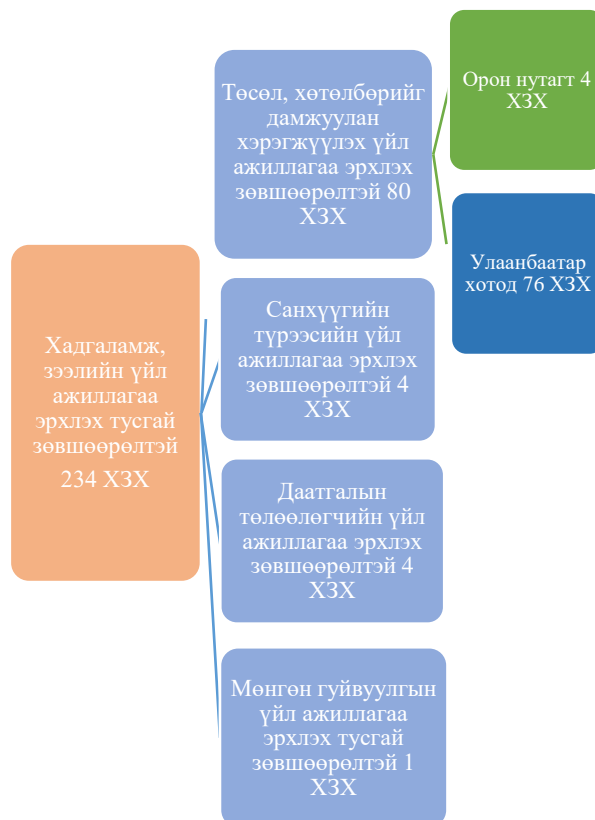 Хадгаламж,
зээлийн үйл
ажиллагаа
эрхлэх тусгай
зөвшөөрөлтэй
234 ХЗХ
Төсөл, хөтөлбөрийг
дамжуулан
хэрэгжүүлэх үйл
ажиллагаа эрхлэх
зөвшөөрөлтэй 80
ХЗХ
Орон нутагт 4
ХЗХ
Улаанбаатар
хотод 76 ХЗХ
Санхүүгийн
түрээсийн үйл
ажиллагаа эрхлэх
зөвшөөрөлтэй 4
ХЗХ
Даатгалын
төлөөлөгчийн үйл
ажиллагаа эрхлэх
зөвшөөрөлтэй 4
ХЗХ
Мөнгөн гуйвуулгын
үйл ажиллагаа
эрхлэх тусгай
зөвшөөрөлтэй 1
ХЗХ